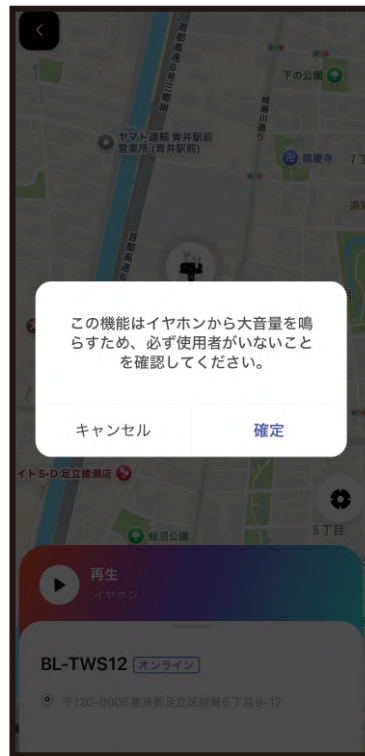 首都高速6号三郷線
下の公園
綾瀬川通り
ヤマト運輸 青井駅前
営業所 (青井駅前)
7丁
首都高速6
この機能はイヤホンから大音量を鳴
らすため、必ず使用者がいないこと
を確認してください。
キャンセル
確定
イトS・D 足立綾瀬店
5丁目
蛭沼公園
再生
-イヤホン
BL-TWS12
オンライン
〒120-0005東京都足立区綾瀬6丁目9-12